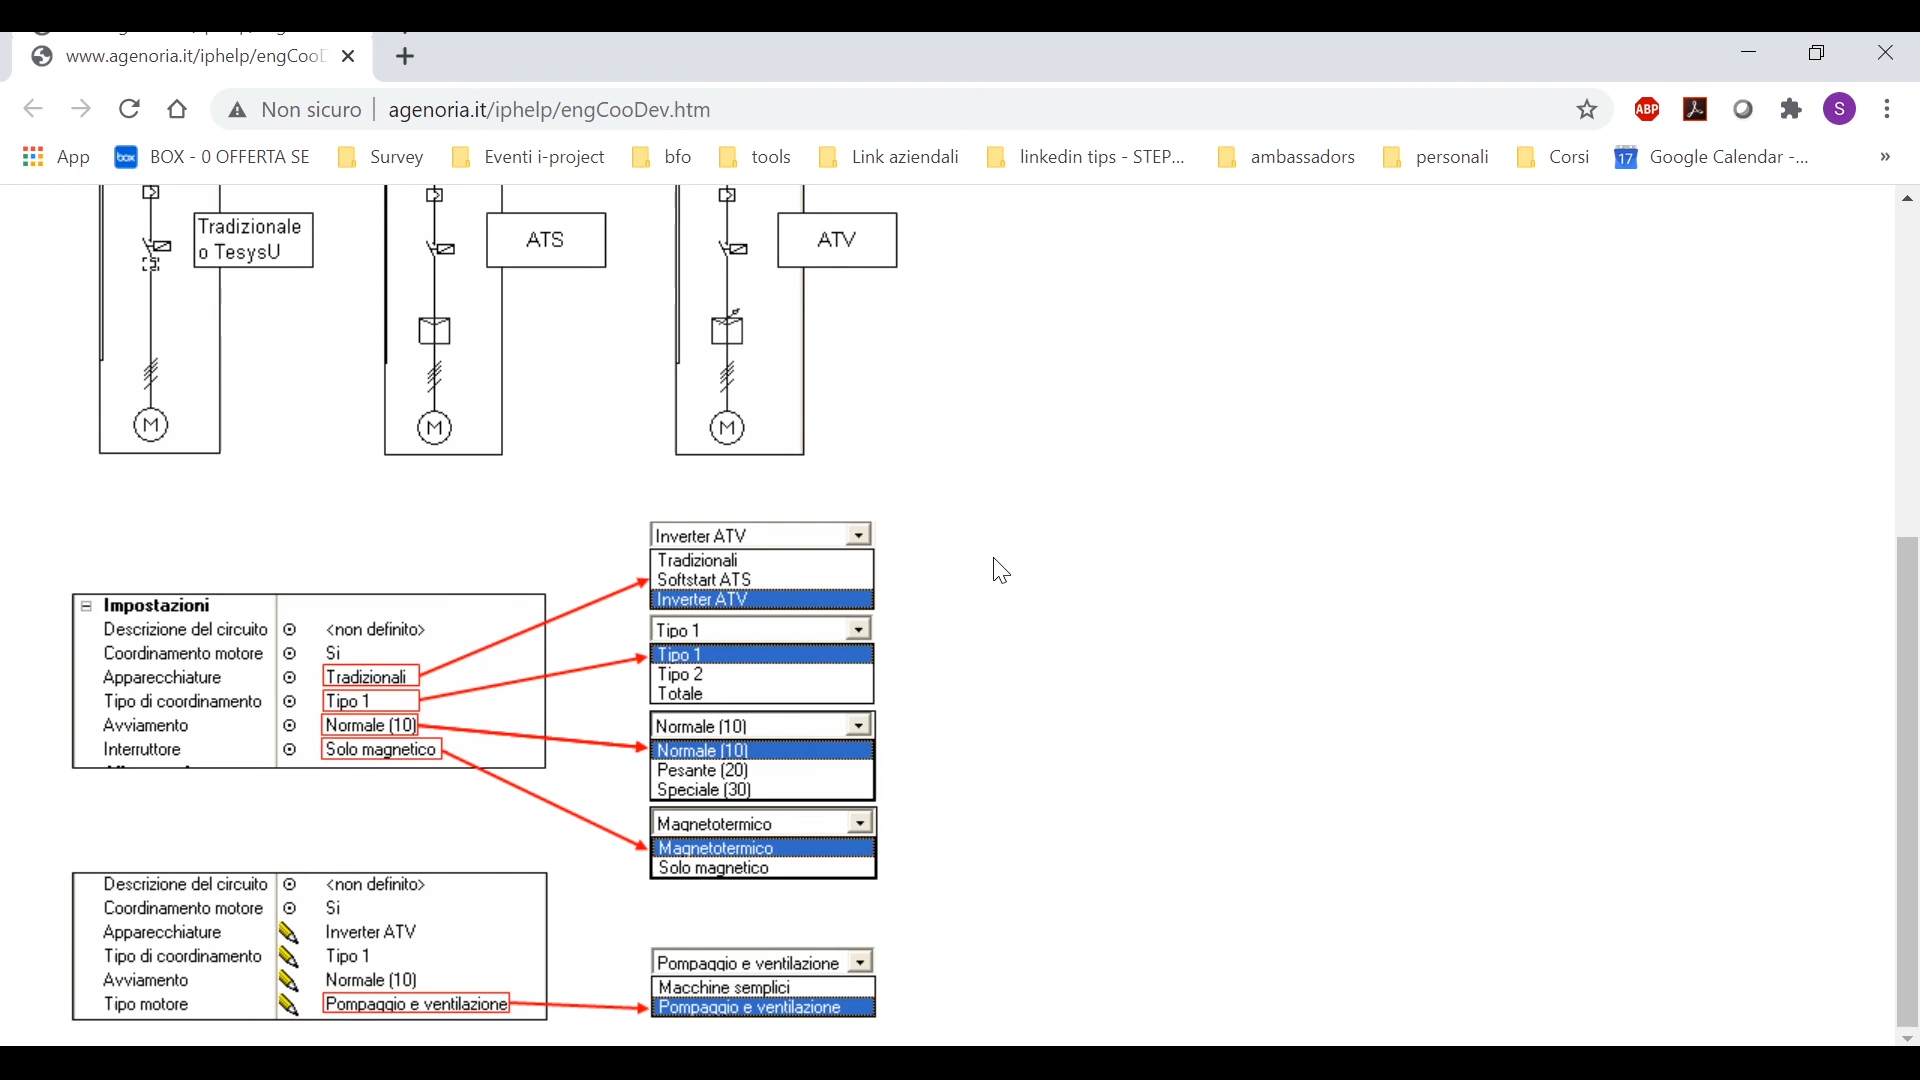 www.agenoria.it/iphelp/engCooD
Non sicuro agenoria.it/iphelp/engCooDev.htm
ABP
S
App
box BOX - 0 OFFERTA SE
Survey
Eventi i-project
bfo
tools
Link aziendali
linkedin tips - STEP...
ambassadors
personali
Corsi
17 Google Calendar -...
»
Tradizionale
o TesysU
ATS
ATV
M
M
M
Inverter ATV
Tradizionali
Softstart ATS
Inverter ATV
Impostazioni
Descrizione del circuito <non definito>
Coordinamento motore Si
Apparecchiature Tradizionali
Tipo di coordinamento Tipo 1
Avviamento Normale (10)
Interruttore Solo magnetico
Tipo 1
Tipo 1
Tipo 2
Totale
Normale (10)
Normale (10)
Pesante (20)
Speciale (30)
Magnetotermico
Magnetotermico
Solo magnetico
Descrizione del circuito <non definito>
Coordinamento motore Si
Apparecchiature Inverter ATV
Tipo di coordinamento Tipo 1
Avviamento Normale (10)
Tipo motore Pompaggio e ventilazione
Pompaggio e ventilazione
Macchine semplici
Pompaggio e ventilazione